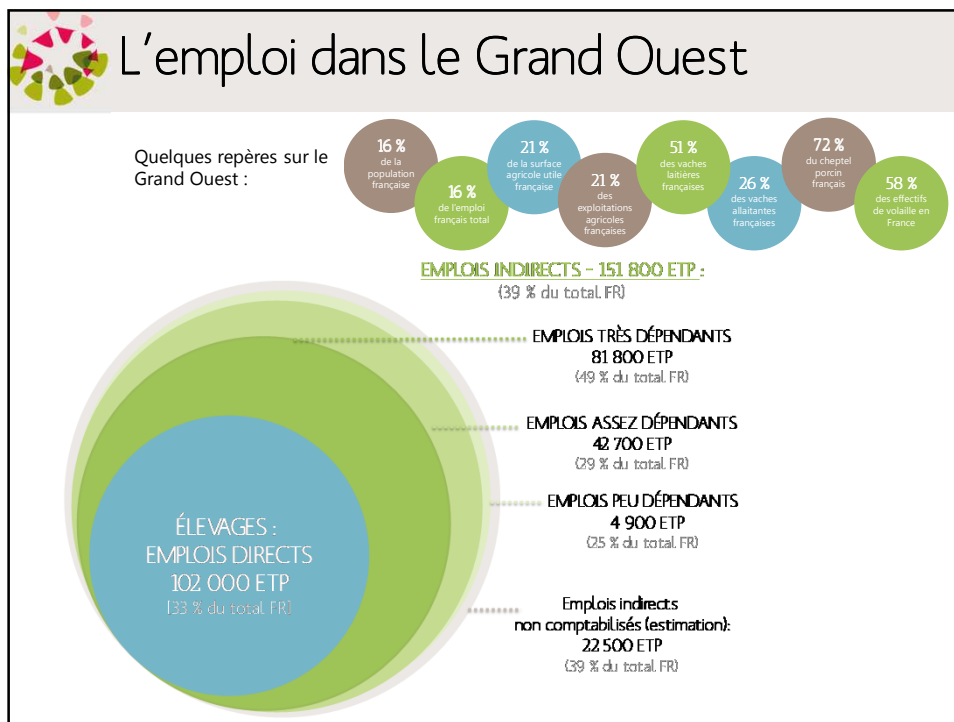 L'emploi dans le Grand Ouest
Quelques repères sur le
Grand Ouest :
16 %
de la
population
française
16 %
de l'emploi
français total
21 %
de la surface
agricole utile
française
21 %
des
exploitations
agricoles
françaises
51 %
des vaches
laitières
françaises
26 %
des vaches
allaitantes
françaises
72 %
du cheptel
porcin
français
58 %
des effectifs
de volaille en
France
EMPLOIS INDIRECTS – 151 800 ETP :
(39 % du total FR)
EMPLOIS TRÈS DÉPENDANTS
81 800 ETP
(49 % du total FR)
EMPLOIS ASSEZ DÉPENDANTS
42 700 ETP
(29 % du total FR)
EMPLOIS PEU DÉPENDANTS
4 900 ETP
(25 % du total FR)
Emplois indirects
non comptabilisés (estimation):
22 500 ETP
(39 % du total FR)
ÉLEVAGES :
EMPLOIS DIRECTS
102 000 ETP
(33 % du total FR)